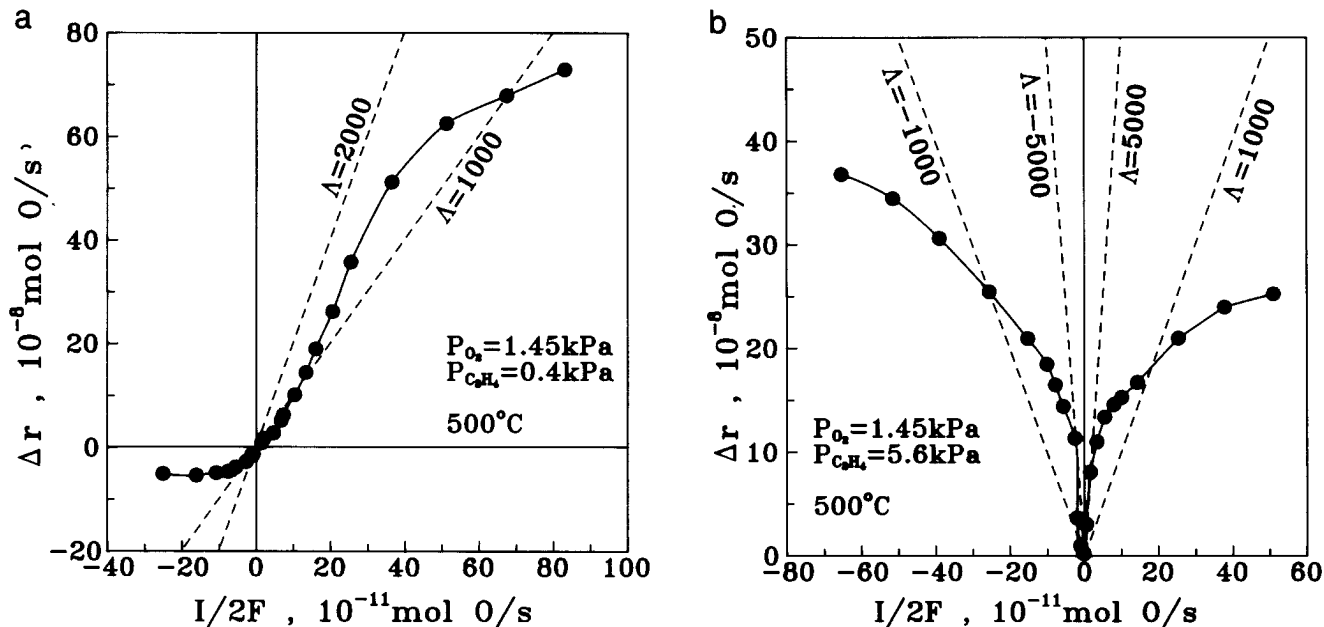 a
80
60
40
20
0
-20
-40 -20 0 20 40 60 80 100
Δr , 10⁻⁸mol O/s
I/2F , 10⁻¹¹mol O/s
Λ=2000
Λ=1000
P_O₂=1.45kPa
P_C₂H₄=0.4kPa
500°C
b
50
40
30
20
10
0
-80 -60 -40 -20 0 20 40 60
Δr , 10⁻⁸mol O/s
I/2F , 10⁻¹¹mol O/s
Λ=-1000
Λ=-5000
Λ=5000
Λ=1000
P_O₂=1.45kPa
P_C₂H₄=5.6kPa
500°C